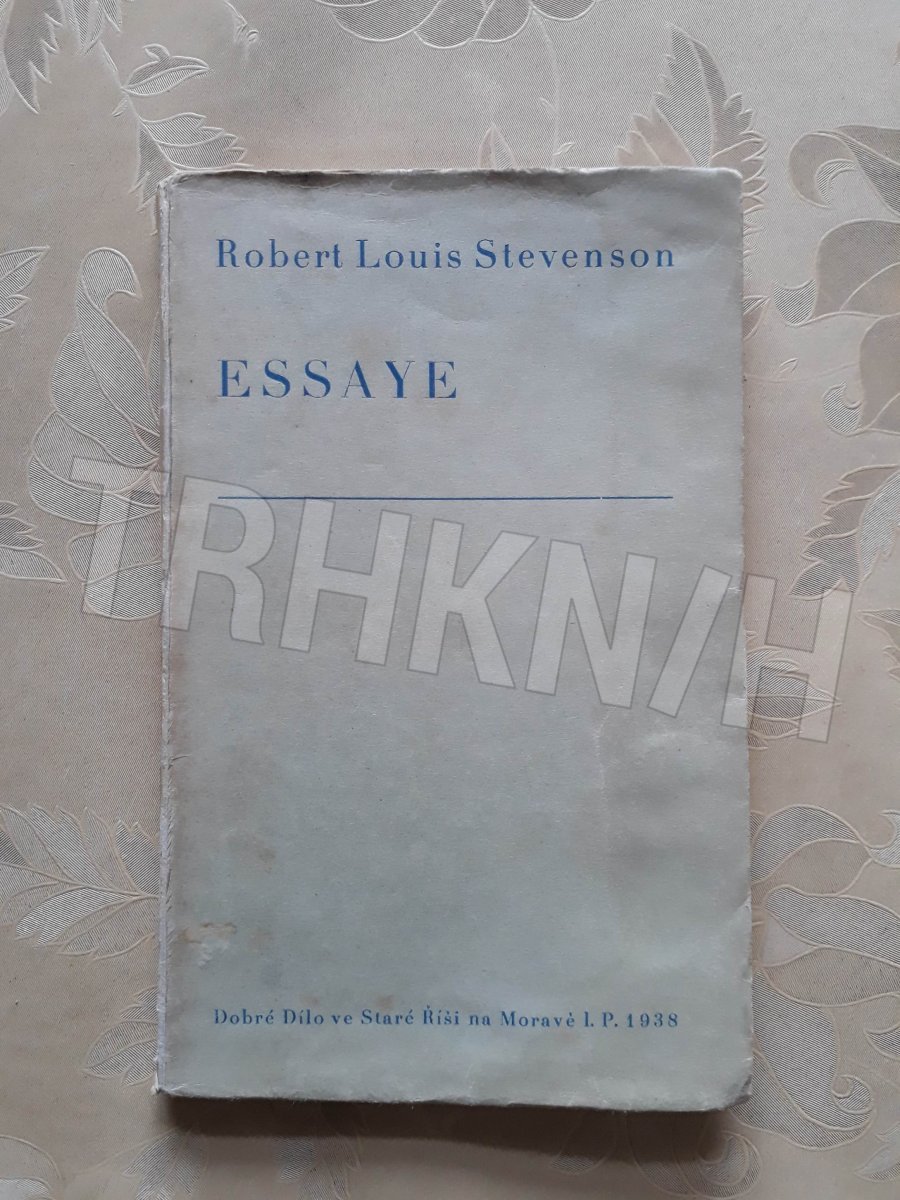 Robert Louis Stevenson
ESSAYE
TRHKNIH
Dobré Dílo ve Staré Říši na Moravě l. P. 1938